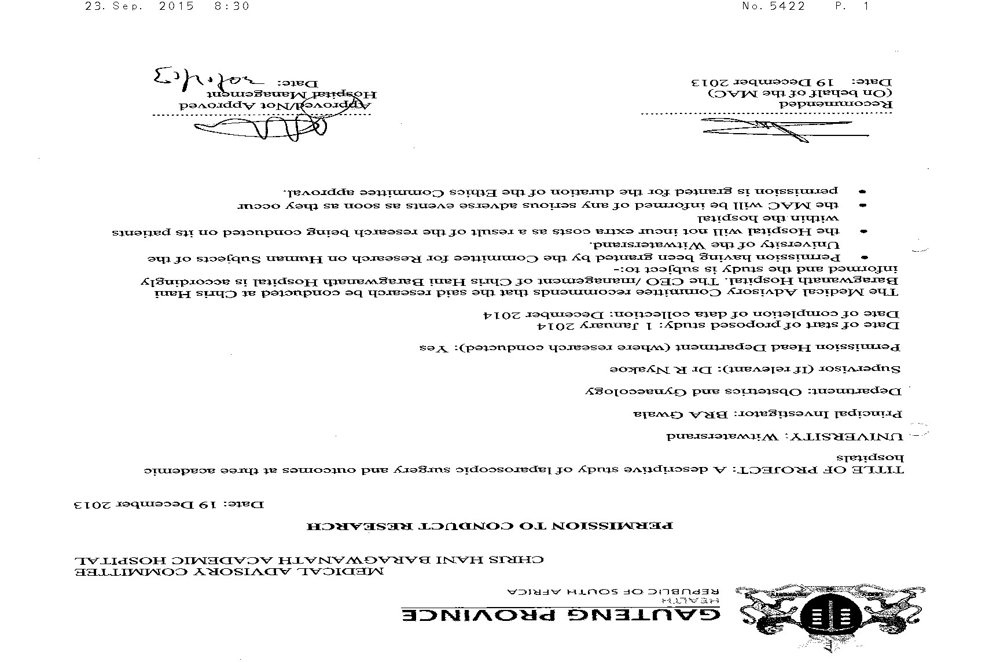 23. Sep. 2015 8:30 No. 5422 P. 1
GAUTENG PROVINCE
HEALTH
REPUBLIC OF SOUTH AFRICA
MEDICAL ADVISORY COMMITTEE
CHRIS HANI BARAGWANATH ACADEMIC HOSPITAL
PERMISSION TO CONDUCT RESEARCH
Date: 19 December 2013
TITLE OF PROJECT: A descriptive study of laparoscopic surgery and outcomes at three academic
hospitals
UNIVERSITY: Witwatersrand
Principal Investigator: BRA Gwala
Department: Obstetrics and Gynaecology
Supervisor (If relevant): Dr R Nyakoe
Permission Head Department (where research conducted): Yes
Date of start of proposed study: 1 January 2014
Date of completion of data collection: December 2014
The Medical Advisory Committee recommends that the said research be conducted at Chris Hani
Baragwanath Hospital. The CEO /management of Chris Hani Baragwanath Hospital is accordingly
informed and the study is subject to:-
• Permission having been granted by the Committee for Research on Human Subjects of the
University of the Witwatersrand.
• the Hospital will not incur extra costs as a result of the research being conducted on its patients
within the hospital
• the MAC will be informed of any serious adverse events as soon as they occur
• permission is granted for the duration of the Ethics Committee approval.
Recommended
(On behalf of the MAC)
Date: 19 December 2013
Approved/Not Approved
Hospital Management
Date: